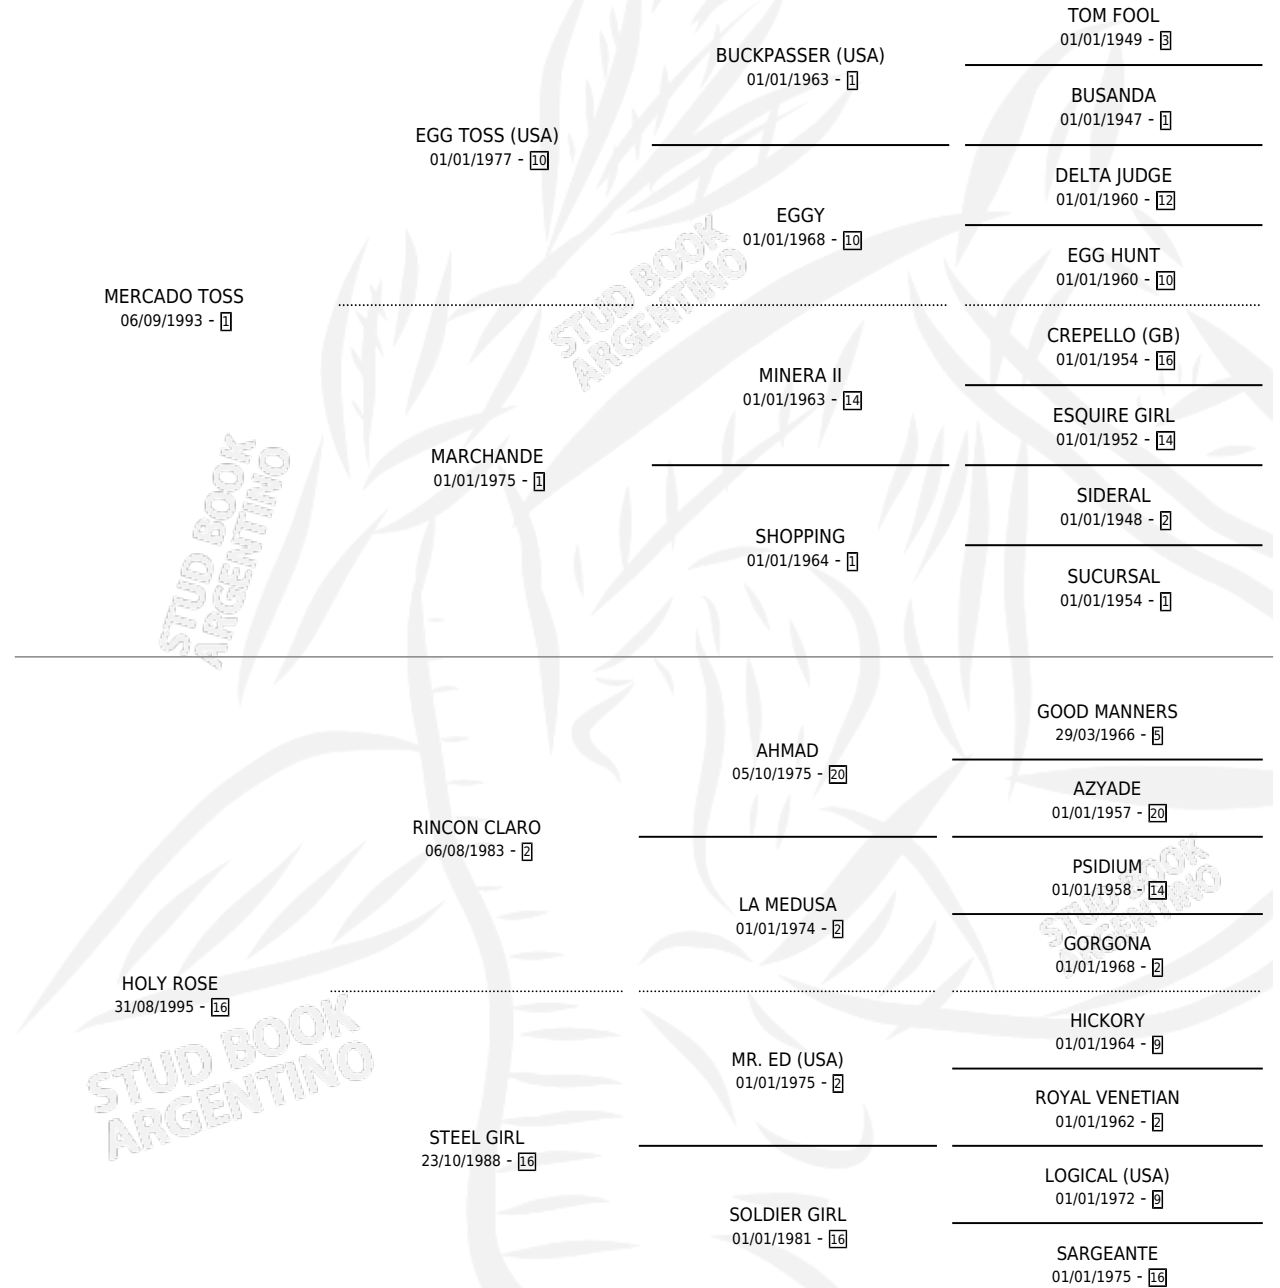 TOM FOOL
01/01/1949 - 3
BUCKPASSER (USA)
01/01/1963 - 1
BUSANDA
01/01/1947 - 1
EGG TOSS (USA)
01/01/1977 - 10
DELTA JUDGE
01/01/1960 - 12
EGGY
01/01/1968 - 10
EGG HUNT
01/01/1960 - 10
MERCADO TOSS
06/09/1993 - 1
CREPELLO (GB)
01/01/1954 - 16
MINERA II
01/01/1963 - 14
ESQUIRE GIRL
01/01/1952 - 14
MARCHANDE
01/01/1975 - 1
SIDERAL
01/01/1948 - 2
SHOPPING
01/01/1964 - 1
SUCURSAL
01/01/1954 - 1
STUD BOOK
ARGENTINO
STUD BOOK
ARGENTINO
GOOD MANNERS
29/03/1966 - 5
AHMAD
05/10/1975 - 20
AZYADE
01/01/1957 - 20
RINCON CLARO
06/08/1983 - 2
PSIDIUM
01/01/1958 - 14
LA MEDUSA
01/01/1974 - 2
GORGONA
01/01/1968 - 2
HOLY ROSE
31/08/1995 - 16
HICKORY
01/01/1964 - 9
MR. ED (USA)
01/01/1975 - 2
ROYAL VENETIAN
01/01/1962 - 2
STEEL GIRL
23/10/1988 - 16
LOGICAL (USA)
01/01/1972 - 9
SOLDIER GIRL
01/01/1981 - 16
SARGEANTE
01/01/1975 - 16
STUD BOOK
ARGENTINO
STUD BOOK
ARGENTINO